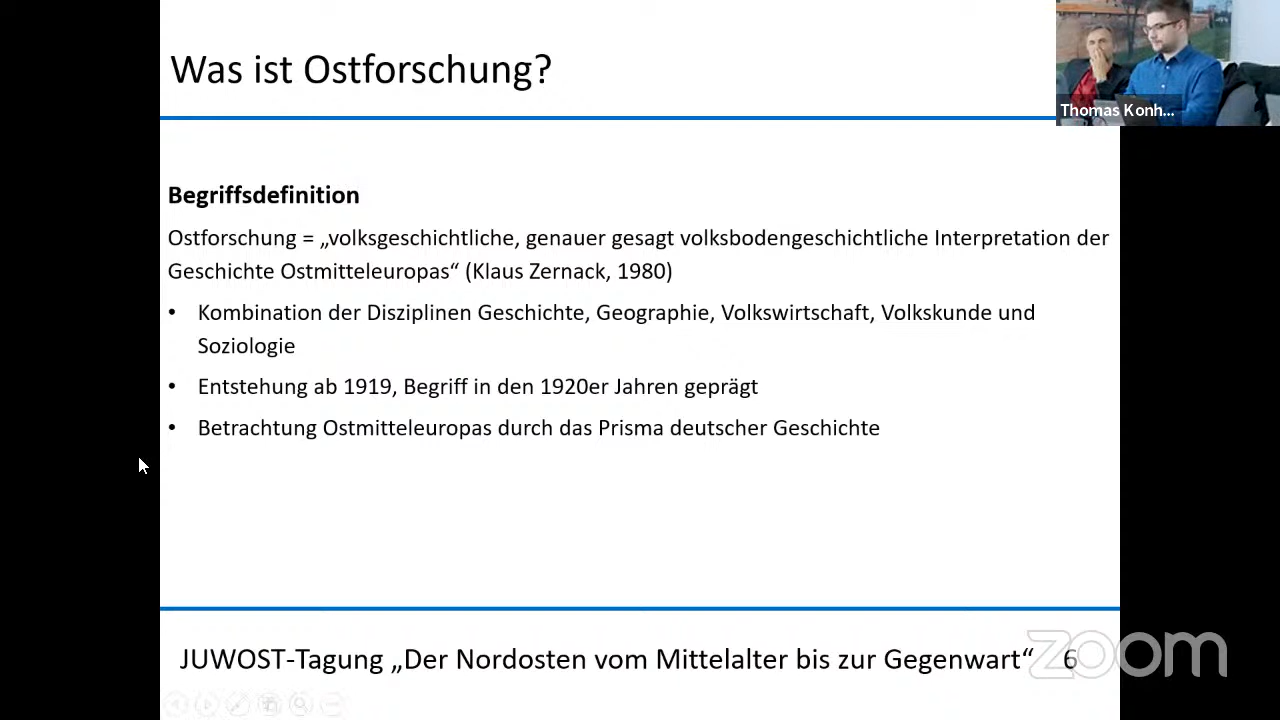 Was ist Ostforschung?
Thomas Konh...
Begriffsdefinition
Ostforschung = „volksgeschichtliche, genauer gesagt volksbodengeschichtliche Interpretation der
Geschichte Ostmitteleuropas“ (Klaus Zernack, 1980)
• Kombination der Disziplinen Geschichte, Geographie, Volkswirtschaft, Volkskunde und
Soziologie
• Entstehung ab 1919, Begriff in den 1920er Jahren geprägt
• Betrachtung Ostmitteleuropas durch das Prisma deutscher Geschichte
JUWOST-Tagung „Der Nordosten vom Mittelalter bis zur Gegenwart“ 6
zoom